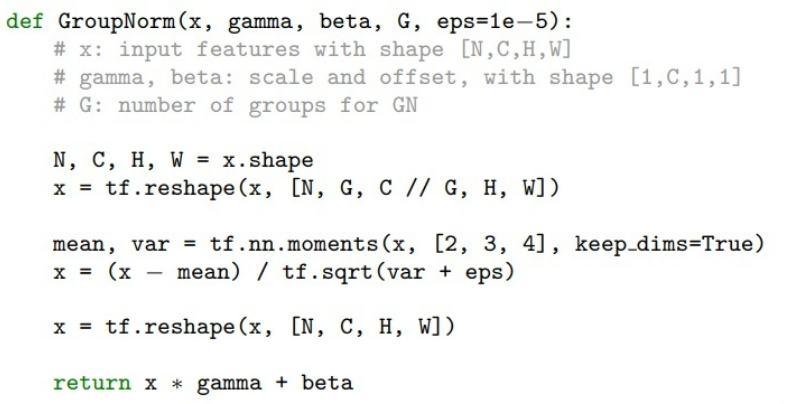 def GroupNorm(x, gamma, beta, G, eps=1e−5):
# x: input features with shape [N,C,H,W]
# gamma, beta: scale and offset, with shape [1,C,1,1]
# G: number of groups for GN
N, C, H, W = x.shape
x = tf.reshape(x, [N, G, C // G, H, W])
mean, var = tf.nn.moments(x, [2, 3, 4], keep_dims=True)
x = (x − mean) / tf.sqrt(var + eps)
x = tf.reshape(x, [N, C, H, W])
return x * gamma + beta